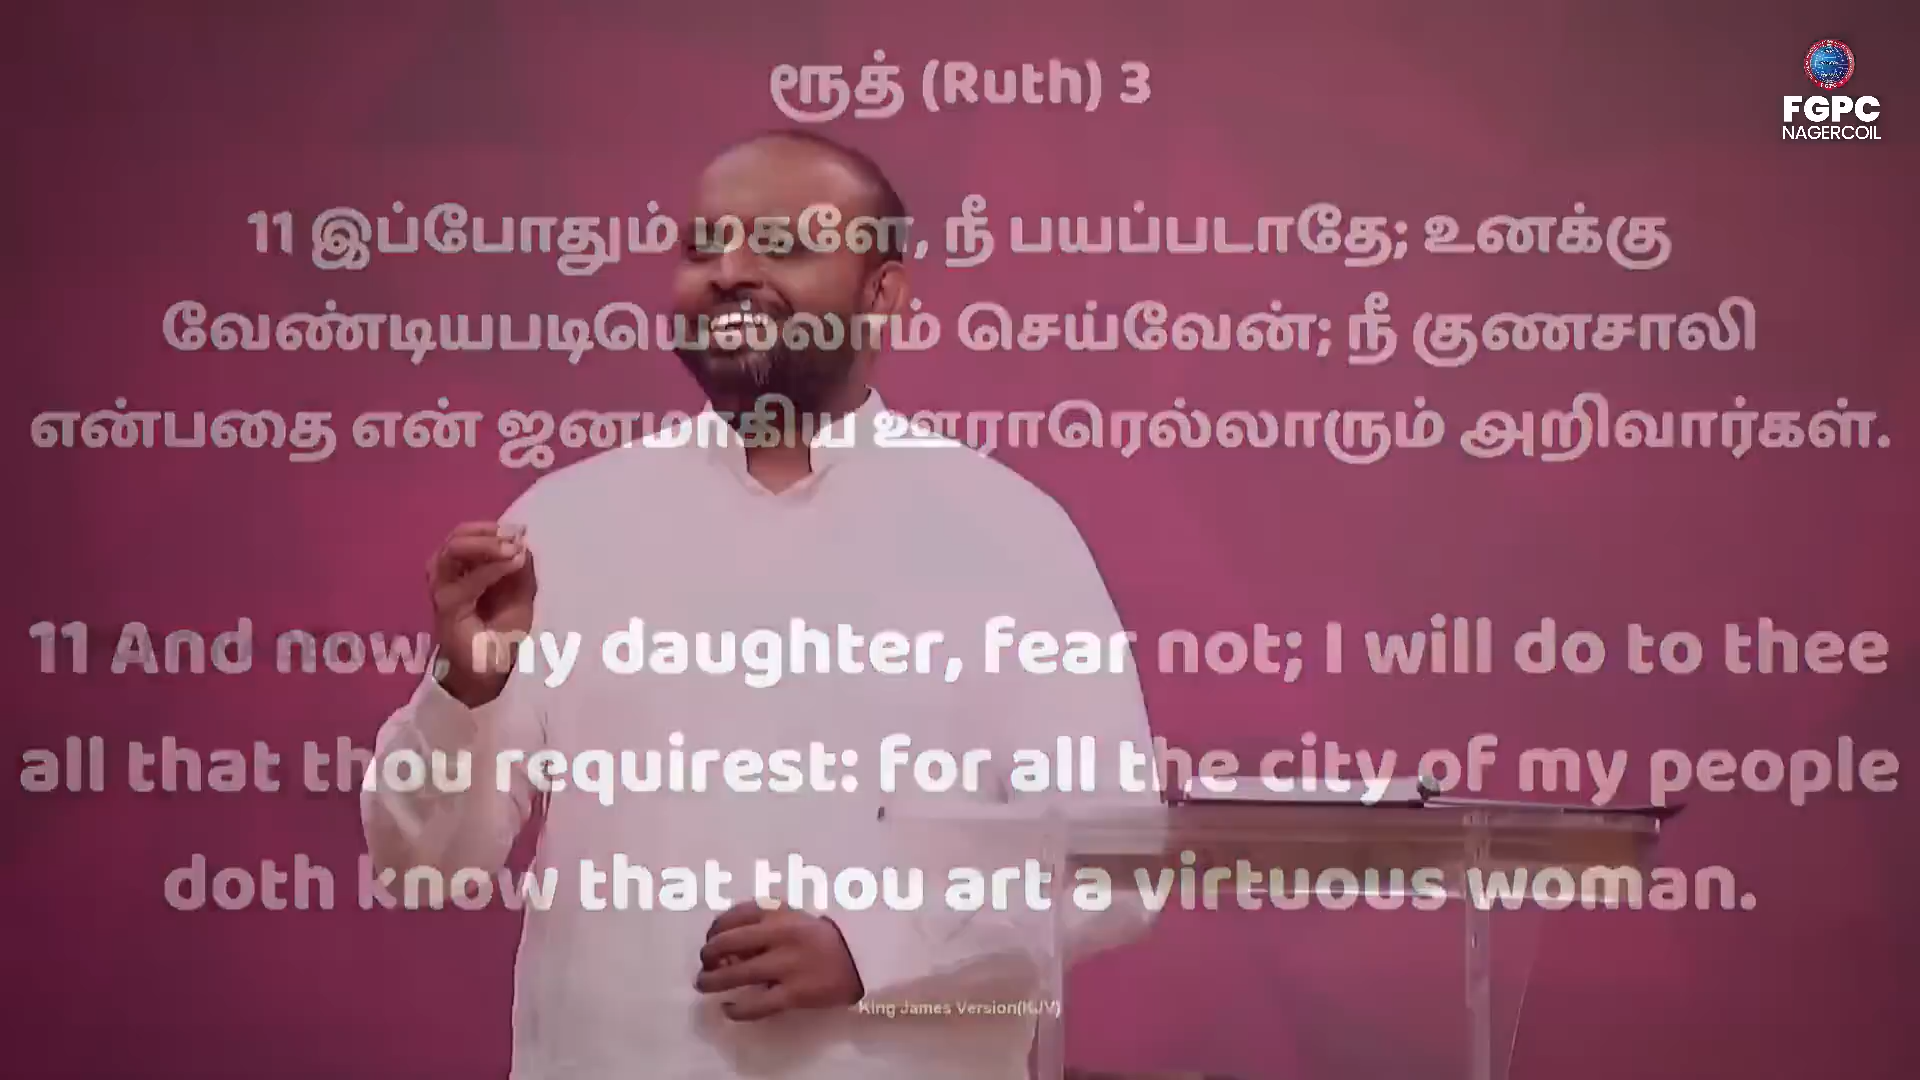 ரூத் (Ruth) 3
FGPC
NAGERCOIL
11 இப்போதும் மகளே, நீ பயப்படாதே; உனக்கு
வேண்டியபடியெல்லாம் செய்வேன்; நீ குணசாலி
என்பதை என் ஜனமாகிய ஊராரெல்லாரும் அறிவார்கள்.
11 And now, my daughter, fear not; I will do to thee
all that thou requirest: for all the city of my people
doth know that thou art a virtuous woman.
King James Version(KJV)